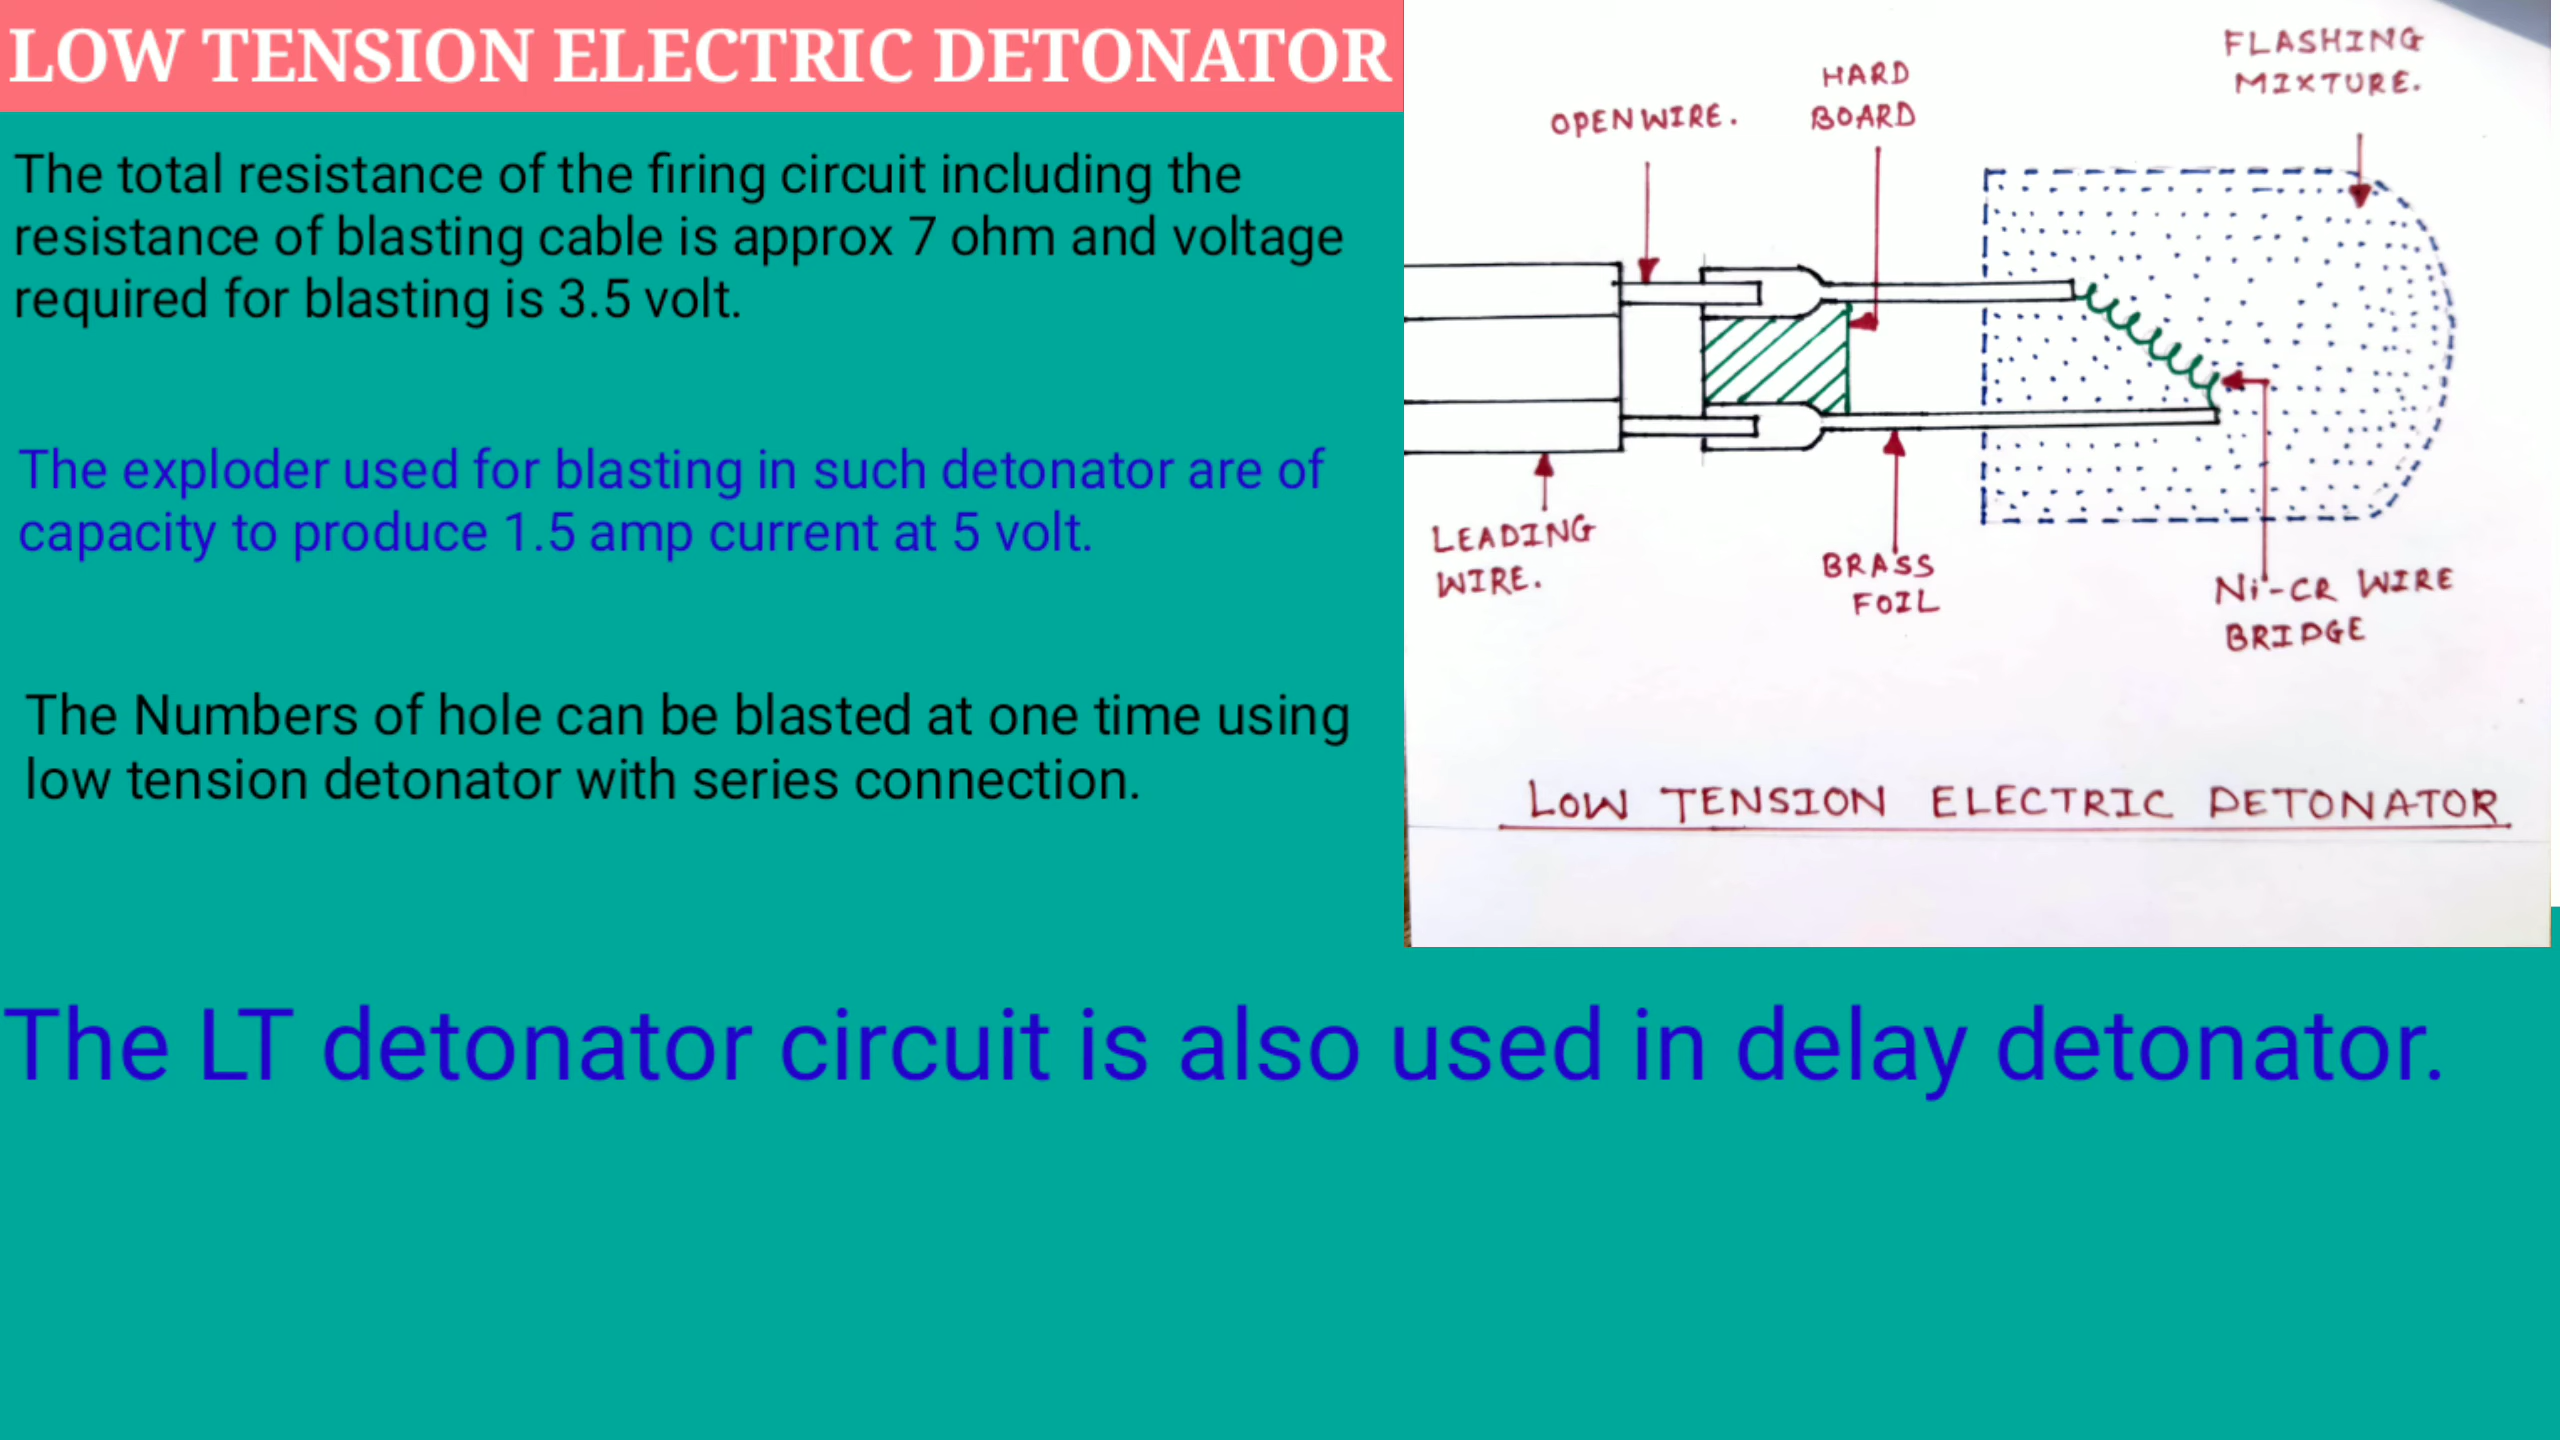 LOW TENSION ELECTRIC DETONATOR
The total resistance of the firing circuit including the
resistance of blasting cable is approx 7 ohm and voltage
required for blasting is 3.5 volt.
The exploder used for blasting in such detonator are of
capacity to produce 1.5 amp current at 5 volt.
The Numbers of hole can be blasted at one time using
low tension detonator with series connection.
OPEN WIRE.
HARD
BOARD
FLASHING
MIXTURE.
LEADING
WIRE.
BRASS
FOIL
Ni-CR WIRE
BRIDGE
LOW TENSION ELECTRIC DETONATOR
The LT detonator circuit is also used in delay detonator.